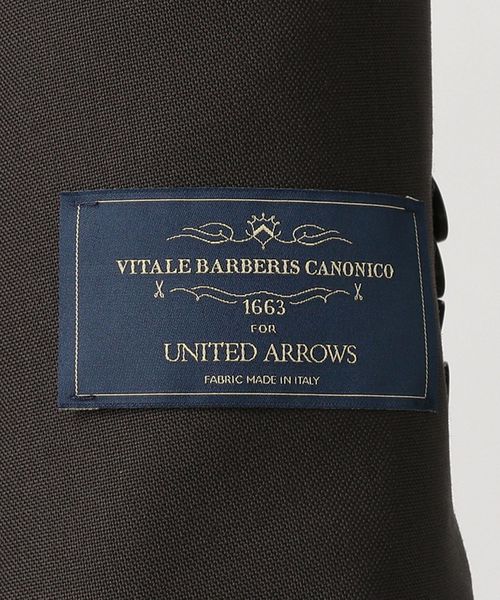 VITALE BARBERIS CANONICO
1663
FOR
UNITED ARROWS
FABRIC MADE IN ITALY